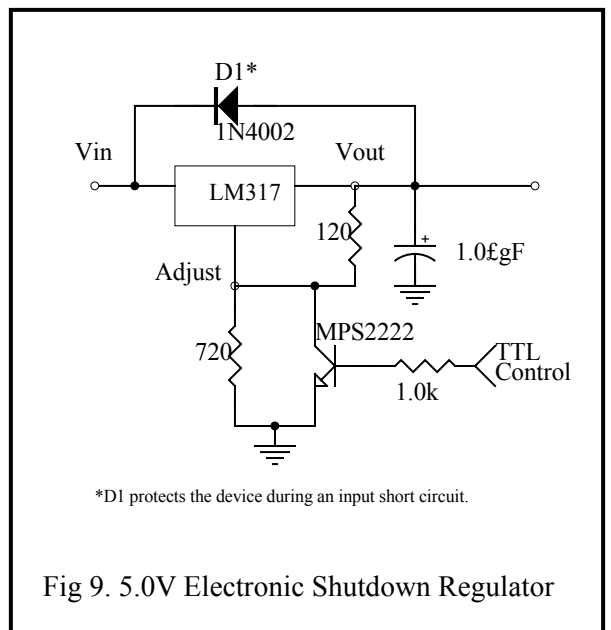 D1*
1N4002
Vin
Vout
LM317
120
+
1.0£gF
Adjust
MPS2222
720
TTL
Control
1.0k
*D1 protects the device during an input short circuit.
Fig 9. 5.0V Electronic Shutdown Regulator